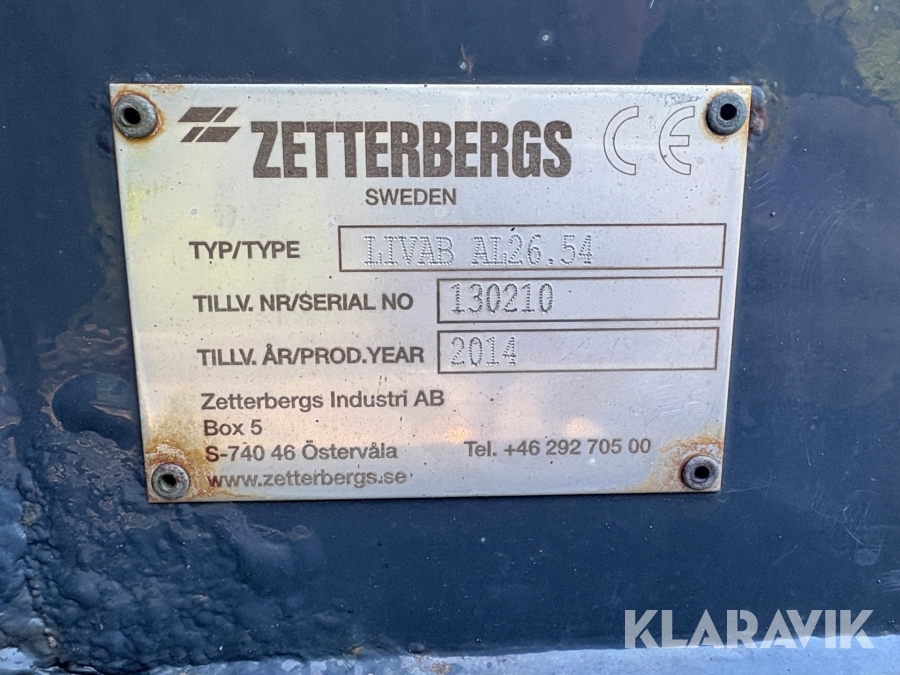 ZETTERBERGS CE
SWEDEN
TYP/TYPE LIVAB AL26.54
TILLV. NR/SERIAL NO 130210
TILLV. ÅR/PROD.YEAR 2014
Zetterbergs Industri AB
Box 5
S-740 46 Östervåla Tel. +46 292 705 00
www.zetterbergs.se
KLARAVIK